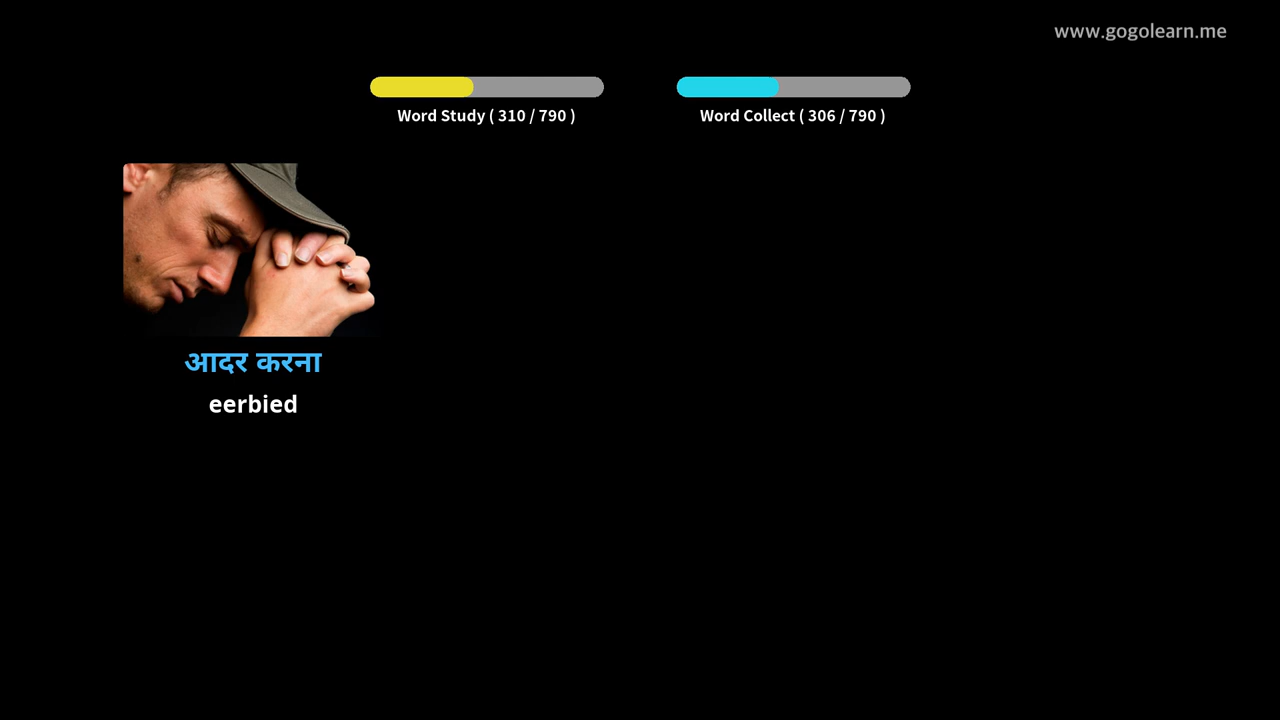 www.gogolearn.me
Word Study ( 310 / 790 )
Word Collect ( 306 / 790 )
आदर करना
eerbied